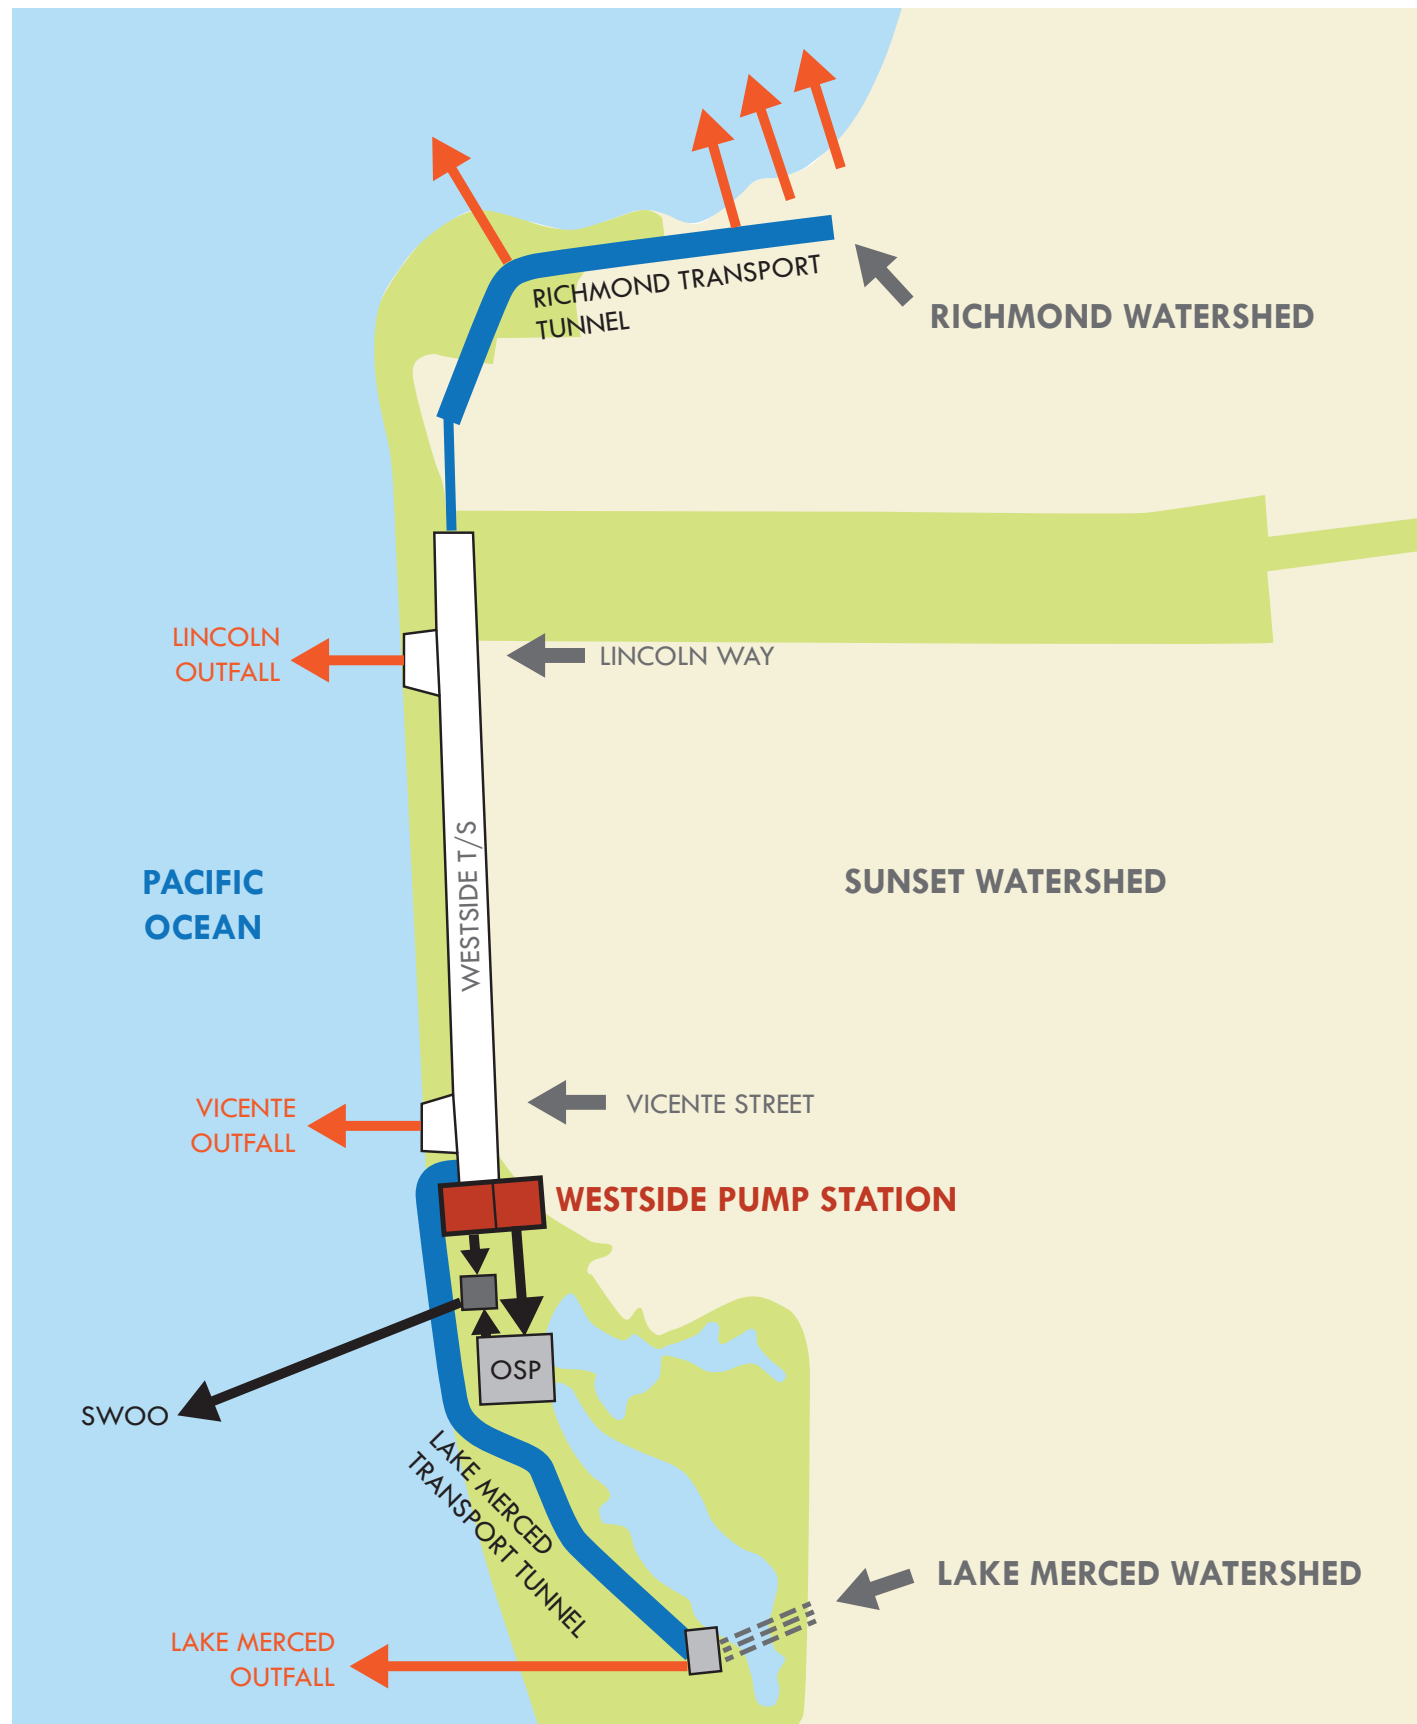 RICHMOND TRANSPORT
TUNNEL
RICHMOND WATERSHED
LINCOLN
OUTFALL
LINCOLN WAY
WESTSIDE T/S
PACIFIC
OCEAN
SUNSET WATERSHED
VICENTE
OUTFALL
VICENTE STREET
WESTSIDE PUMP STATION
OSP
SWOO
LAKE MERCED
TRANSPORT TUNNEL
LAKE MERCED WATERSHED
LAKE MERCED
OUTFALL